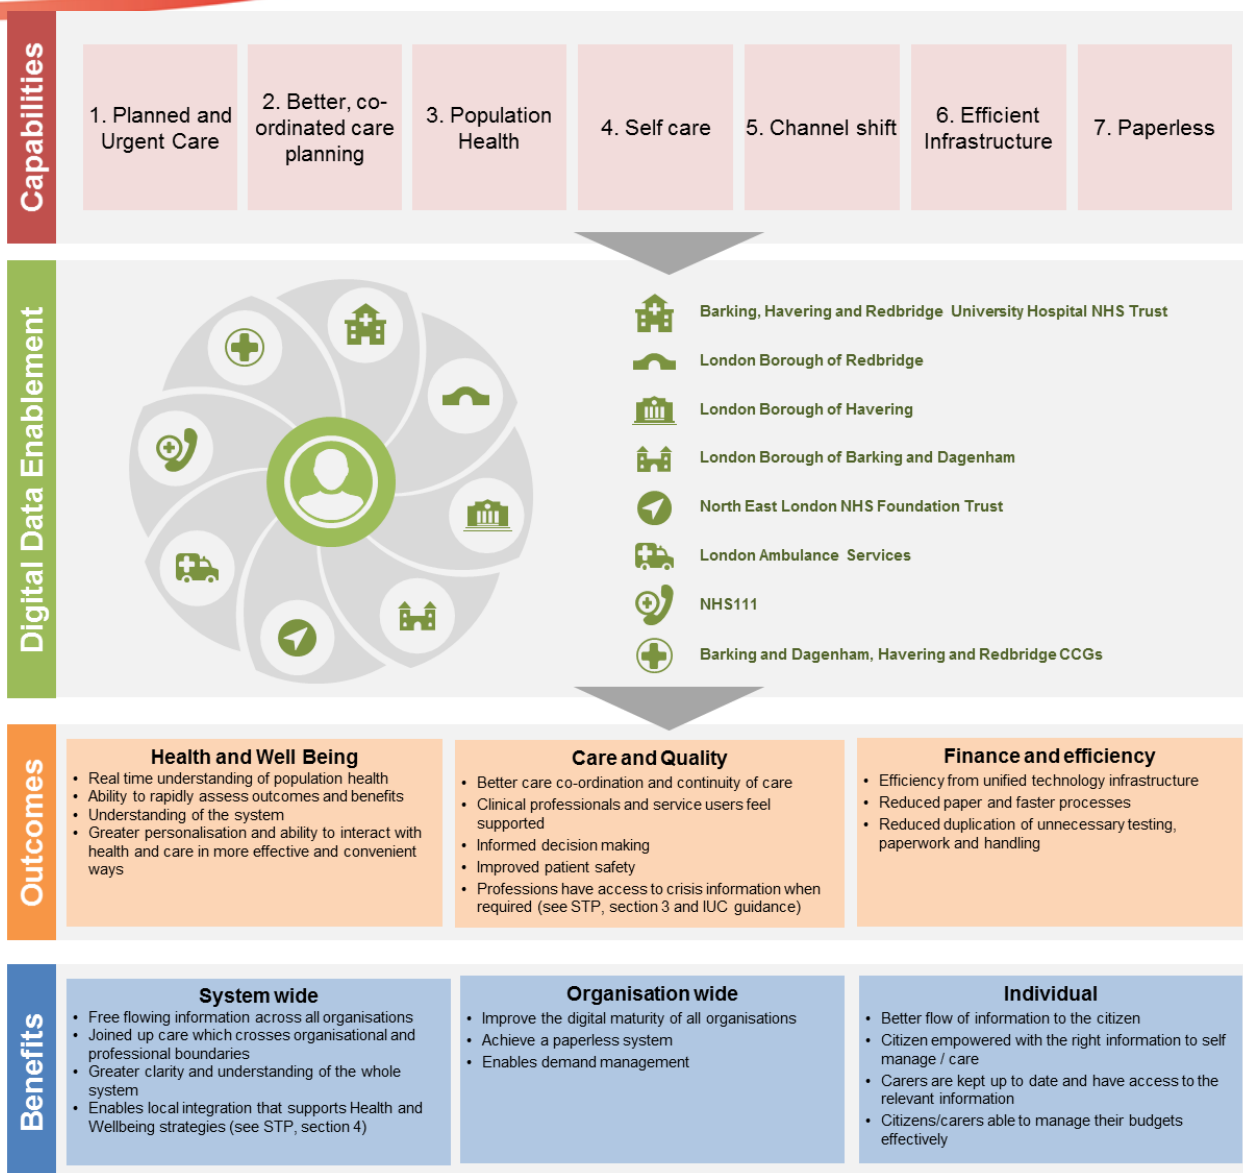 Capabilities
1. Planned and
Urgent Care
2. Better, co-
ordinated care
planning
3. Population
Health
4. Self care
5. Channel shift
6. Efficient
Infrastructure
7. Paperless
Digital Data Enablement
Barking, Havering and Redbridge University Hospital NHS Trust
London Borough of Redbridge
London Borough of Havering
London Borough of Barking and Dagenham
North East London NHS Foundation Trust
London Ambulance Services
NHS111
Barking and Dagenham, Havering and Redbridge CCGs
Outcomes
Health and Well Being
• Real time understanding of population health
• Ability to rapidly assess outcomes and benefits
• Understanding of the system
• Greater personalisation and ability to interact with
health and care in more effective and convenient
ways
Care and Quality
• Better care co-ordination and continuity of care
• Clinical professionals and service users feel
supported
• Informed decision making
• Improved patient safety
• Professions have access to crisis information when
required (see STP, section 3 and IUC guidance)
Finance and efficiency
• Efficiency from unified technology infrastructure
• Reduced paper and faster processes
• Reduced duplication of unnecessary testing,
paperwork and handling
Benefits
System wide
• Free flowing information across all organisations
• Joined up care which crosses organisational and
professional boundaries
• Greater clarity and understanding of the whole
system
• Enables local integration that supports Health and
Wellbeing strategies (see STP, section 4)
Organisation wide
• Improve the digital maturity of all organisations
• Achieve a paperless system
• Enables demand management
Individual
• Better flow of information to the citizen
• Citizen empowered with the right information to self
manage / care
• Carers are kept up to date and have access to the
relevant information
• Citizens/carers able to manage their budgets
effectively